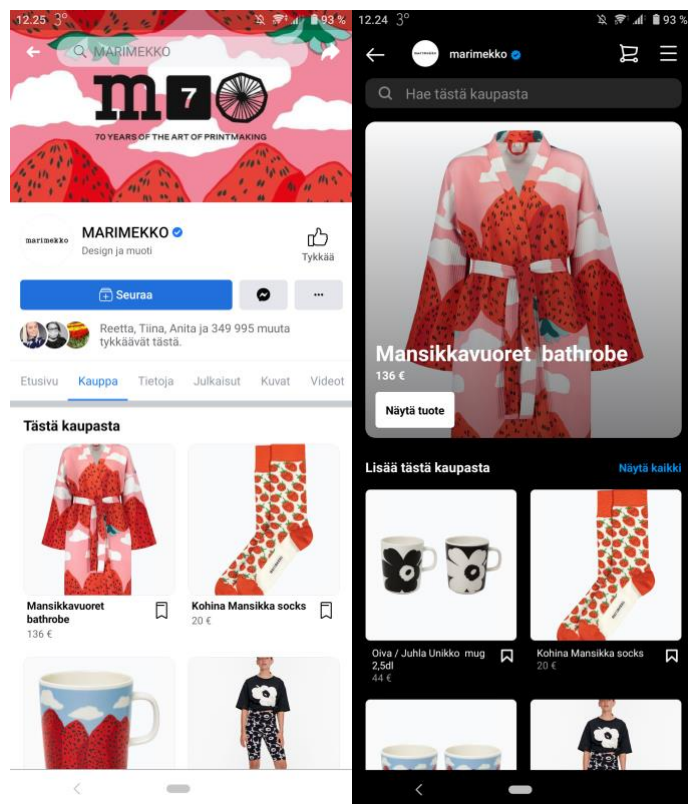 12.25 3° 93 %
MARIMEKKO
m70
70 YEARS OF THE ART OF PRINTMAKING
marimekko
MARIMEKKO
Design ja muoti
Tykkää
Seuraa
Reetta, Tiina, Anita ja 349 995 muuta
tykkäävät tästä.
Etusivu Kauppa Tietoja Julkaisut Kuvat Videot
Tästä kaupasta
Mansikkavuoret
bathrobe
136 €
Kohina Mansikka socks
20 €
12.24 3° 93 %
marimekko
Hae tästä kaupasta
Mansikkavuoret bathrobe
136 €
Näytä tuote
Lisää tästä kaupasta Näytä kaikki
Oiva / Juhla Unikko mug
2,5dl
44 €
Kohina Mansikka socks
20 €